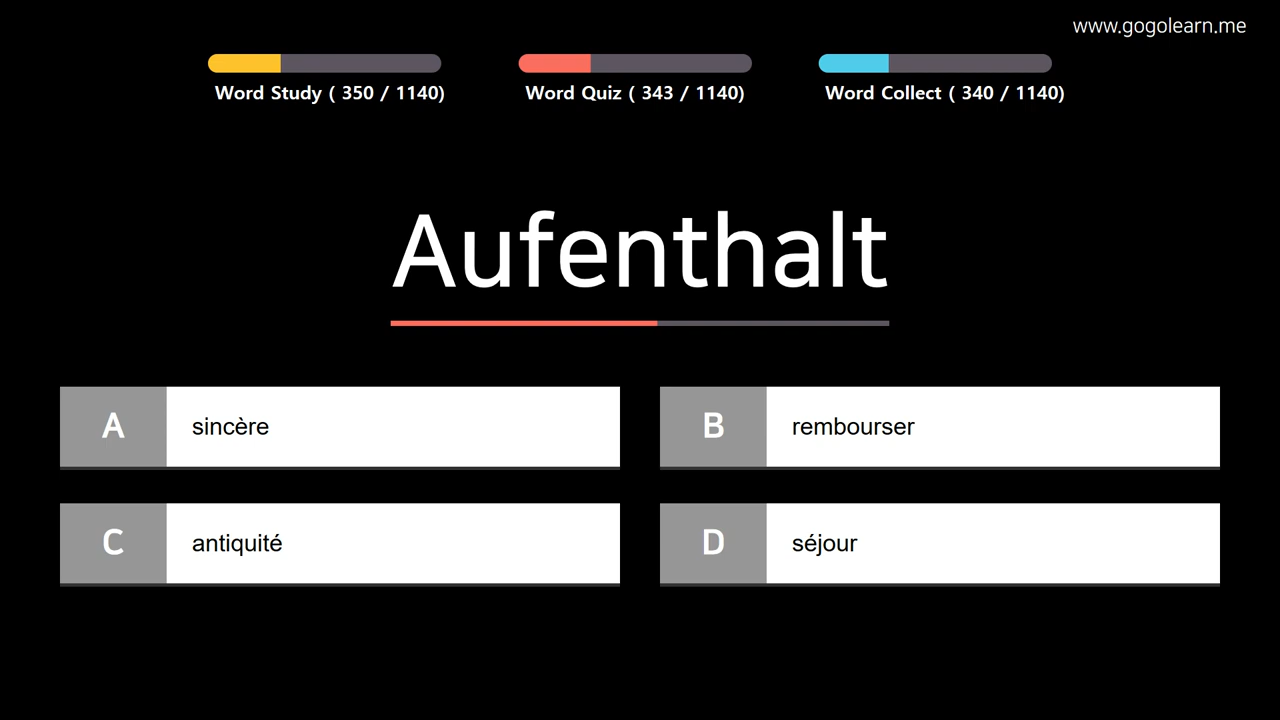 www.gogolearn.me
Word Study ( 350 / 1140)
Word Quiz ( 343 / 1140)
Word Collect ( 340 / 1140)
Aufenthalt
A sincère
B rembourser
C antiquité
D séjour